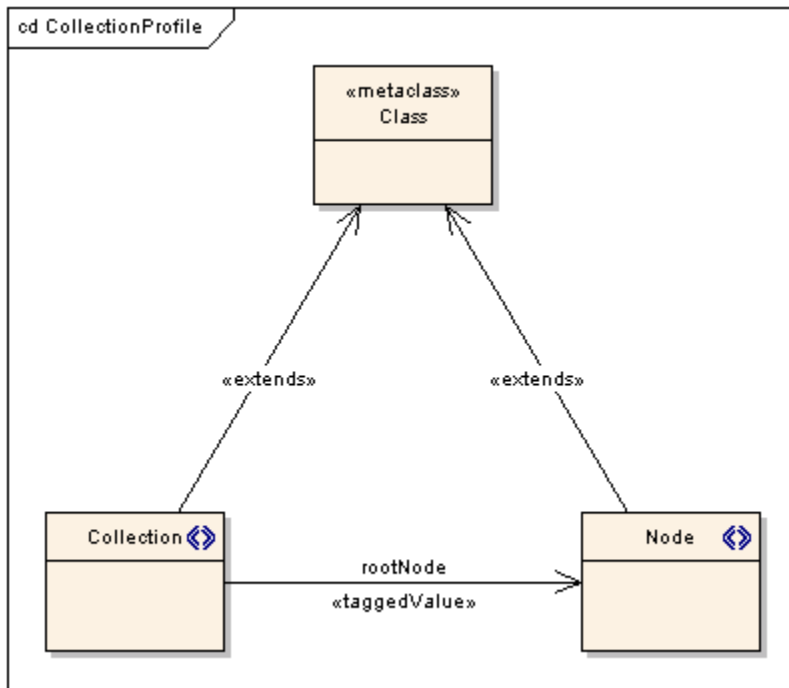 cd CollectionProfile
«metaclass»
Class
«extends»
«extends»
Collection
Node
rootNode
«taggedValue»